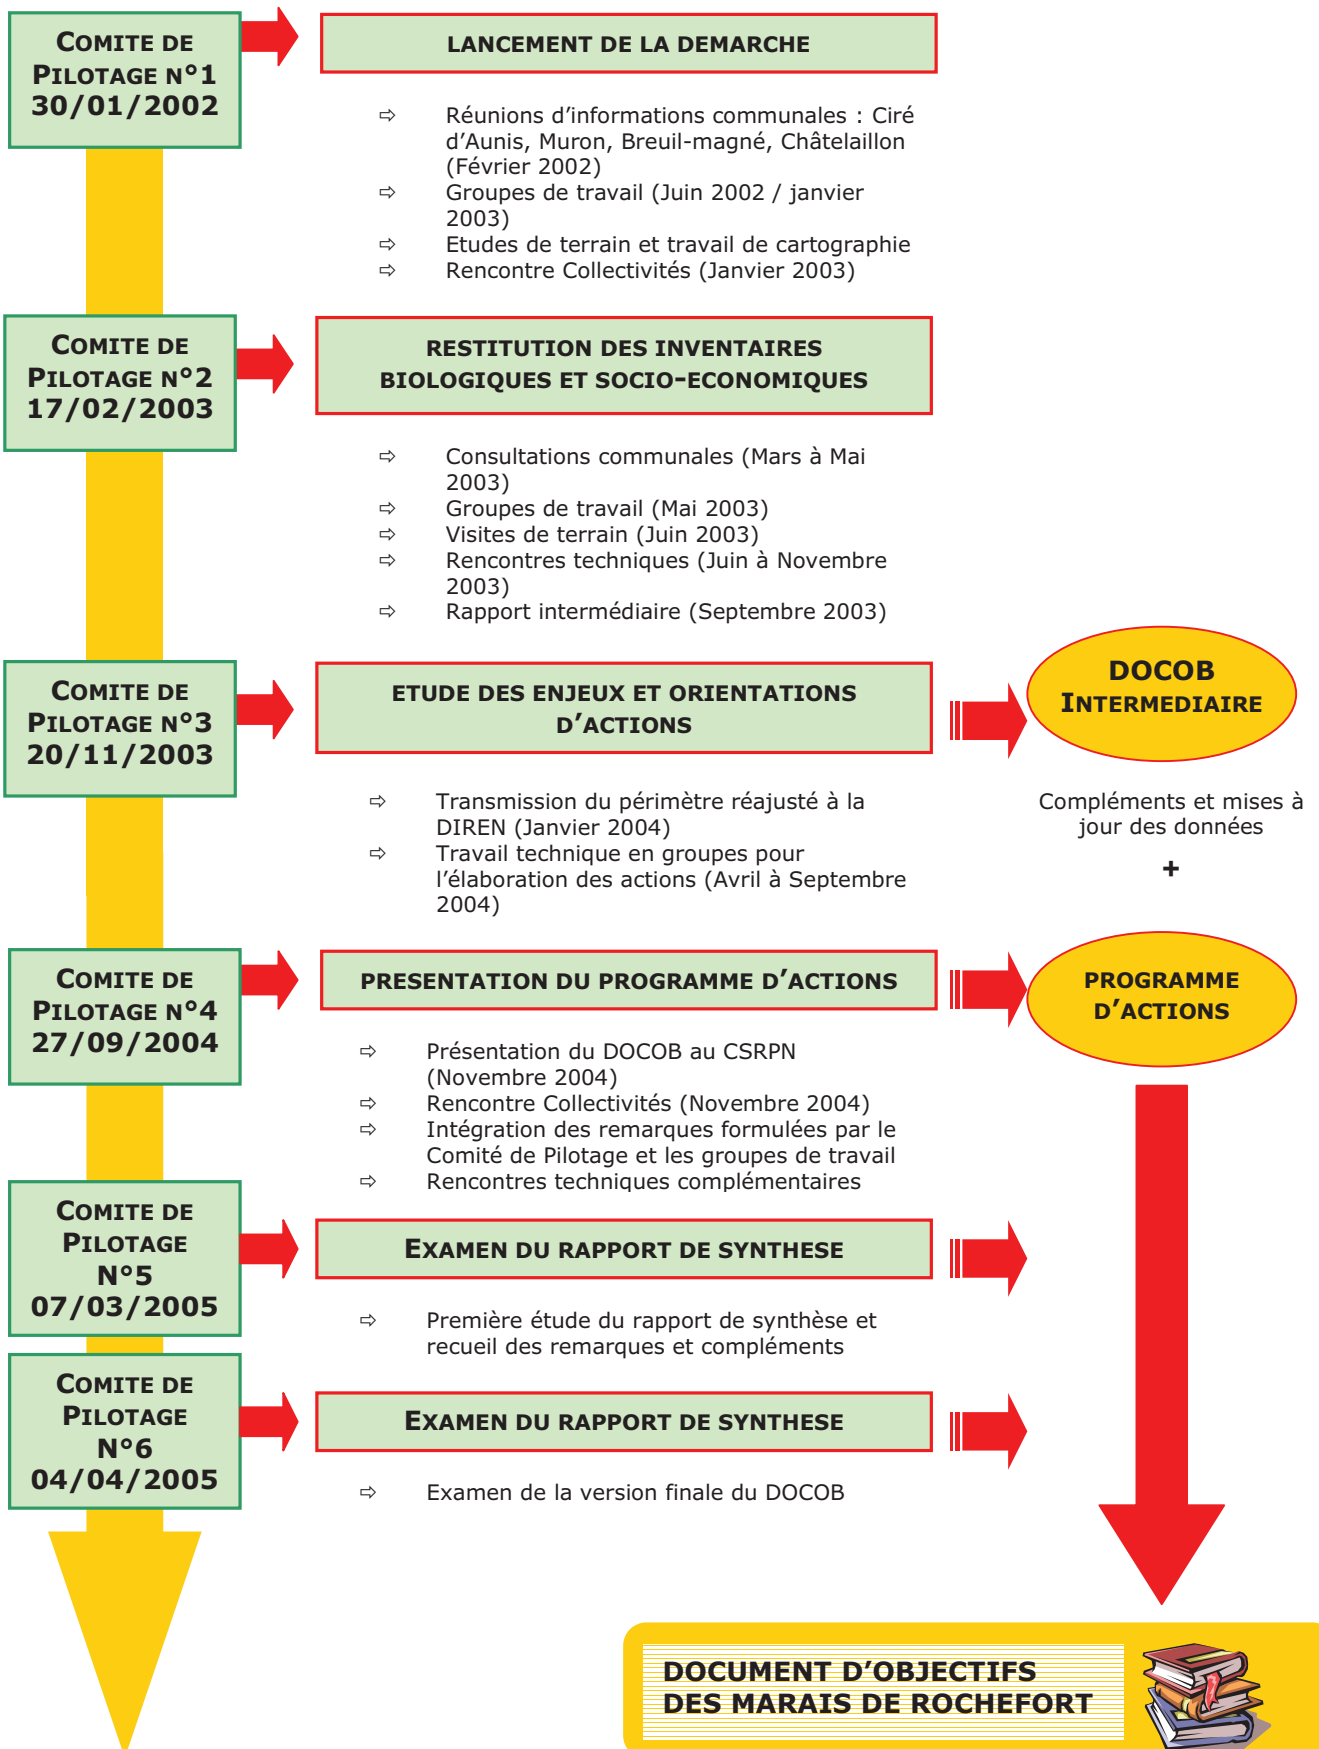 COMITE DE
PILOTAGE N°1
30/01/2002
LANCEMENT DE LA DEMARCHE
⇨ Réunions d'informations communales : Ciré
d'Aunis, Muron, Breuil-magné, Châtelaillon
(Février 2002)
⇨ Groupes de travail (Juin 2002 / janvier
2003)
⇨ Etudes de terrain et travail de cartographie
⇨ Rencontre Collectivités (Janvier 2003)
COMITE DE
PILOTAGE N°2
17/02/2003
RESTITUTION DES INVENTAIRES
BIOLOGIQUES ET SOCIO-ECONOMIQUES
⇨ Consultations communales (Mars à Mai
2003)
⇨ Groupes de travail (Mai 2003)
⇨ Visites de terrain (Juin 2003)
⇨ Rencontres techniques (Juin à Novembre
2003)
⇨ Rapport intermédiaire (Septembre 2003)
COMITE DE
PILOTAGE N°3
20/11/2003
ETUDE DES ENJEUX ET ORIENTATIONS
D'ACTIONS
DOCOB
INTERMEDIAIRE
⇨ Transmission du périmètre réajusté à la
DIREN (Janvier 2004)
⇨ Travail technique en groupes pour
l'élaboration des actions (Avril à Septembre
2004)
Compléments et mises à
jour des données
+
COMITE DE
PILOTAGE N°4
27/09/2004
PRESENTATION DU PROGRAMME D'ACTIONS
PROGRAMME
D'ACTIONS
⇨ Présentation du DOCOB au CSRPN
(Novembre 2004)
⇨ Rencontre Collectivités (Novembre 2004)
⇨ Intégration des remarques formulées par le
Comité de Pilotage et les groupes de travail
⇨ Rencontres techniques complémentaires
COMITE DE
PILOTAGE
N°5
07/03/2005
EXAMEN DU RAPPORT DE SYNTHESE
⇨ Première étude du rapport de synthèse et
recueil des remarques et compléments
COMITE DE
PILOTAGE
N°6
04/04/2005
EXAMEN DU RAPPORT DE SYNTHESE
⇨ Examen de la version finale du DOCOB
DOCUMENT D'OBJECTIFS
DES MARAIS DE ROCHEFORT